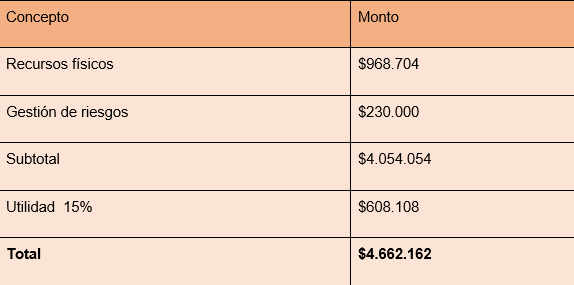 Concepto Monto
Recursos físicos $968.704
Gestión de riesgos $230.000
Subtotal $4.054.054
Utilidad  15% $608.108
Total $4.662.162